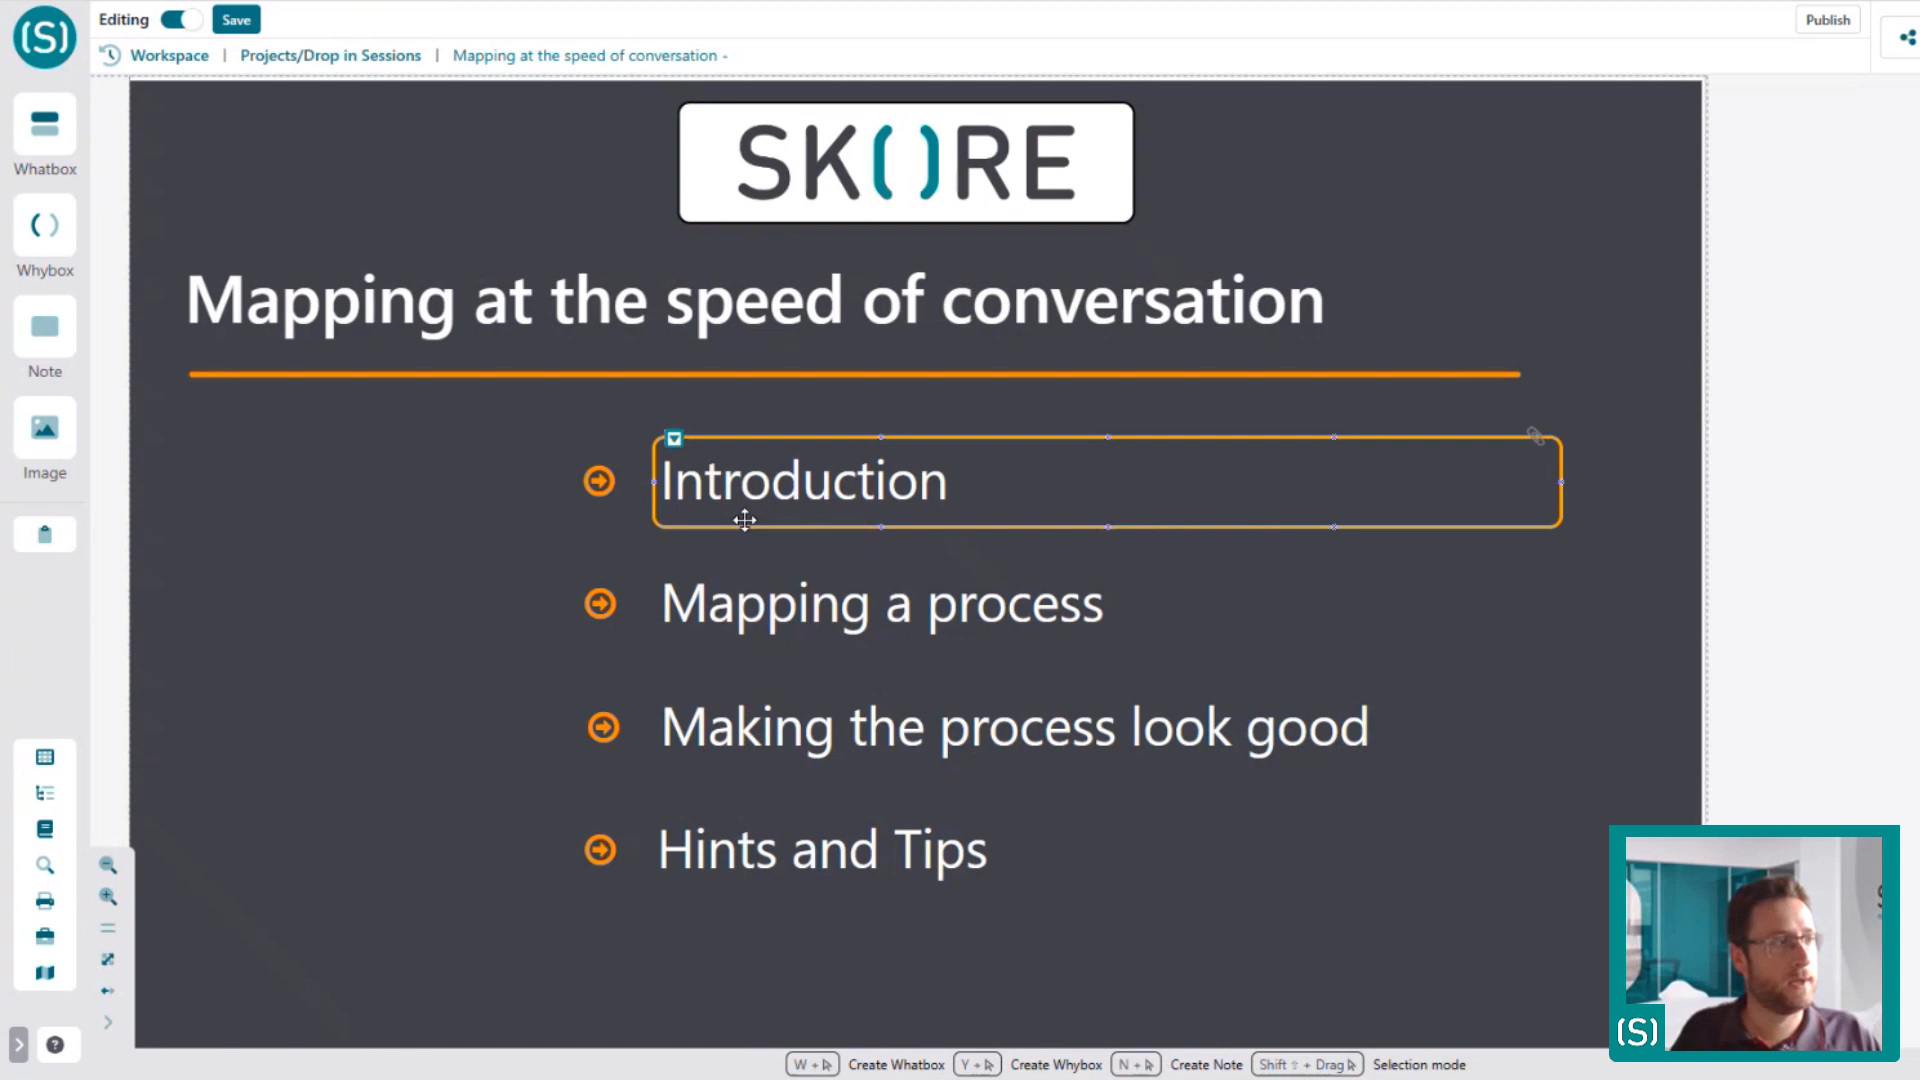 (S)
Editing
Save
Publish
Workspace | Projects/Drop in Sessions | Mapping at the speed of conversation -
SK()RE
Whatbox
Whybox
Note
Image
Mapping at the speed of conversation
Introduction
Mapping a process
Making the process look good
Hints and Tips
(S)
W + Create Whatbox Y + Create Whybox N + Create Note Shift ⇧ + Drag Selection mode